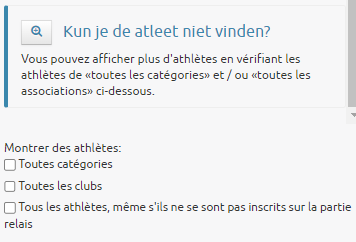 Kun je de atleet niet vinden?
Vous pouvez afficher plus d'athlètes en vérifiant les
athlètes de «toutes les catégories» et / ou «toutes les
associations» ci-dessous.
Montrer des athlètes:
Toutes catégories
Toutes les clubs
Tous les athlètes, même s'ils ne se sont pas inscrits sur la partie
relais